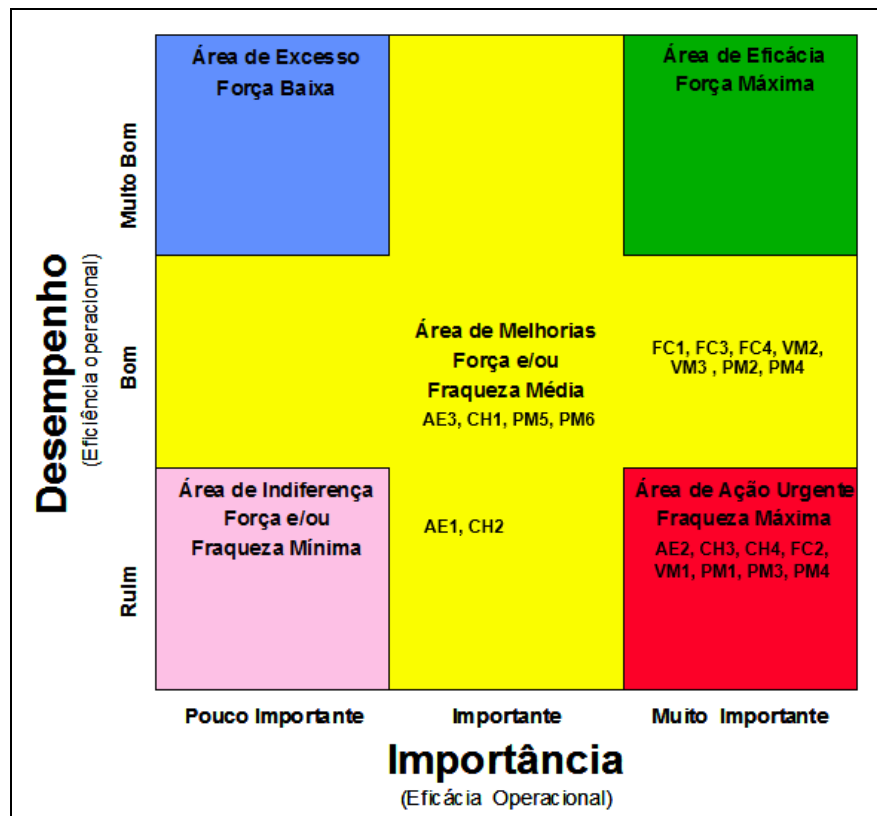 Área de Excesso
Força Baixa
Área de Eficácia
Força Máxima
Muito Bom
Desempenho
(Eficiência operacional)
Bom
Área de Melhorias
Força e/ou
Fraqueza Média
AE3, CH1, PM5, PM6
FC1, FC3, FC4, VM2,
VM3 , PM2, PM4
Área de Indiferença
Força e/ou
Fraqueza Mínima
AE1, CH2
Área de Ação Urgente
Fraqueza Máxima
AE2, CH3, CH4, FC2,
VM1, PM1, PM3, PM4
Ruim
Pouco Importante
Importante
Muito Importante
Importância
(Eficácia Operacional)